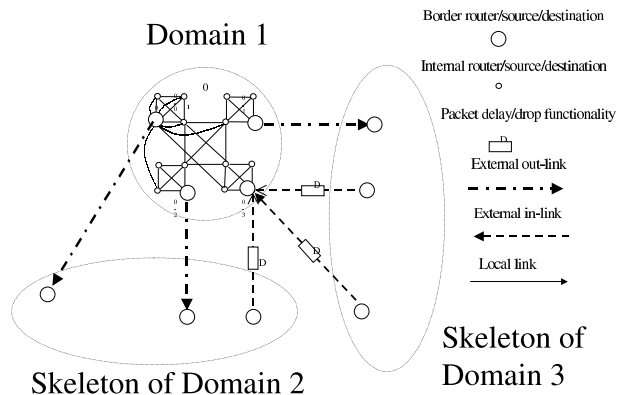 Domain 1
Border router/source/destination
Internal router/source/destination
Packet delay/drop functionality
D
External out-link
External in-link
Local link
0
D
D
D
Skeleton of Domain 2
Skeleton of
Domain 3